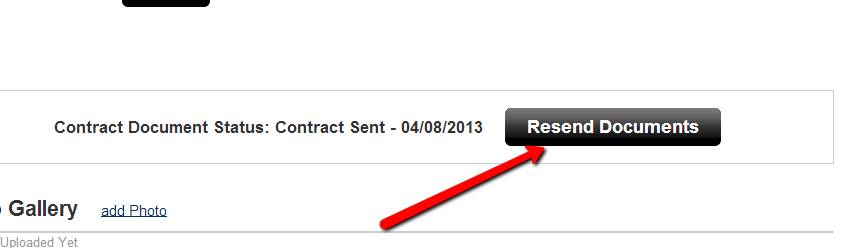 Contract Document Status: Contract Sent - 04/08/2013 Resend Documents
Gallery add Photo
Uploaded Yet